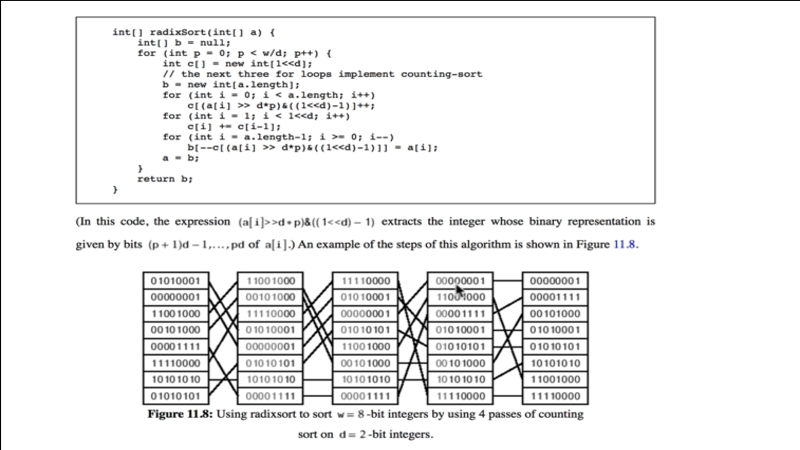 int[] radixSort(int[] a) {
int[] b = null;
for (int p = 0; p < w/d; p++) {
int c[] = new int[1<<d];
// the next three for loops implement counting-sort
b = new int[a.length];
for (int i = 0; i < a.length; i++)
c[(a[i] >> d*p)&((1<<d)-1)]++;
for (int i = 1; i < 1<<d; i++)
c[i] += c[i-1];
for (int i = a.length-1; i >= 0; i--)
b[--c[(a[i] >> d*p)&((1<<d)-1)]] = a[i];
a = b;
}
return b;
}
(In this code, the expression (a[i]>>d*p)&((1<<d) − 1) extracts the integer whose binary representation is
given by bits (p + 1)d − 1,...,pd of a[i].) An example of the steps of this algorithm is shown in Figure 11.8.
01010001 11001000 11110000 00000001 00000001
00000001 00101000 01010001 11001000 00001111
11001000 11110000 00000001 00001111 00101000
00101000 01010001 01010101 01010001 01010001
00001111 00000001 11001000 01010101 01010101
11110000 01010101 00101000 00101000 10101010
10101010 10101010 10101010 10101010 11001000
01010101 00001111 00001111 11110000 11110000
Figure 11.8: Using radixsort to sort w = 8-bit integers by using 4 passes of counting
sort on d = 2-bit integers.